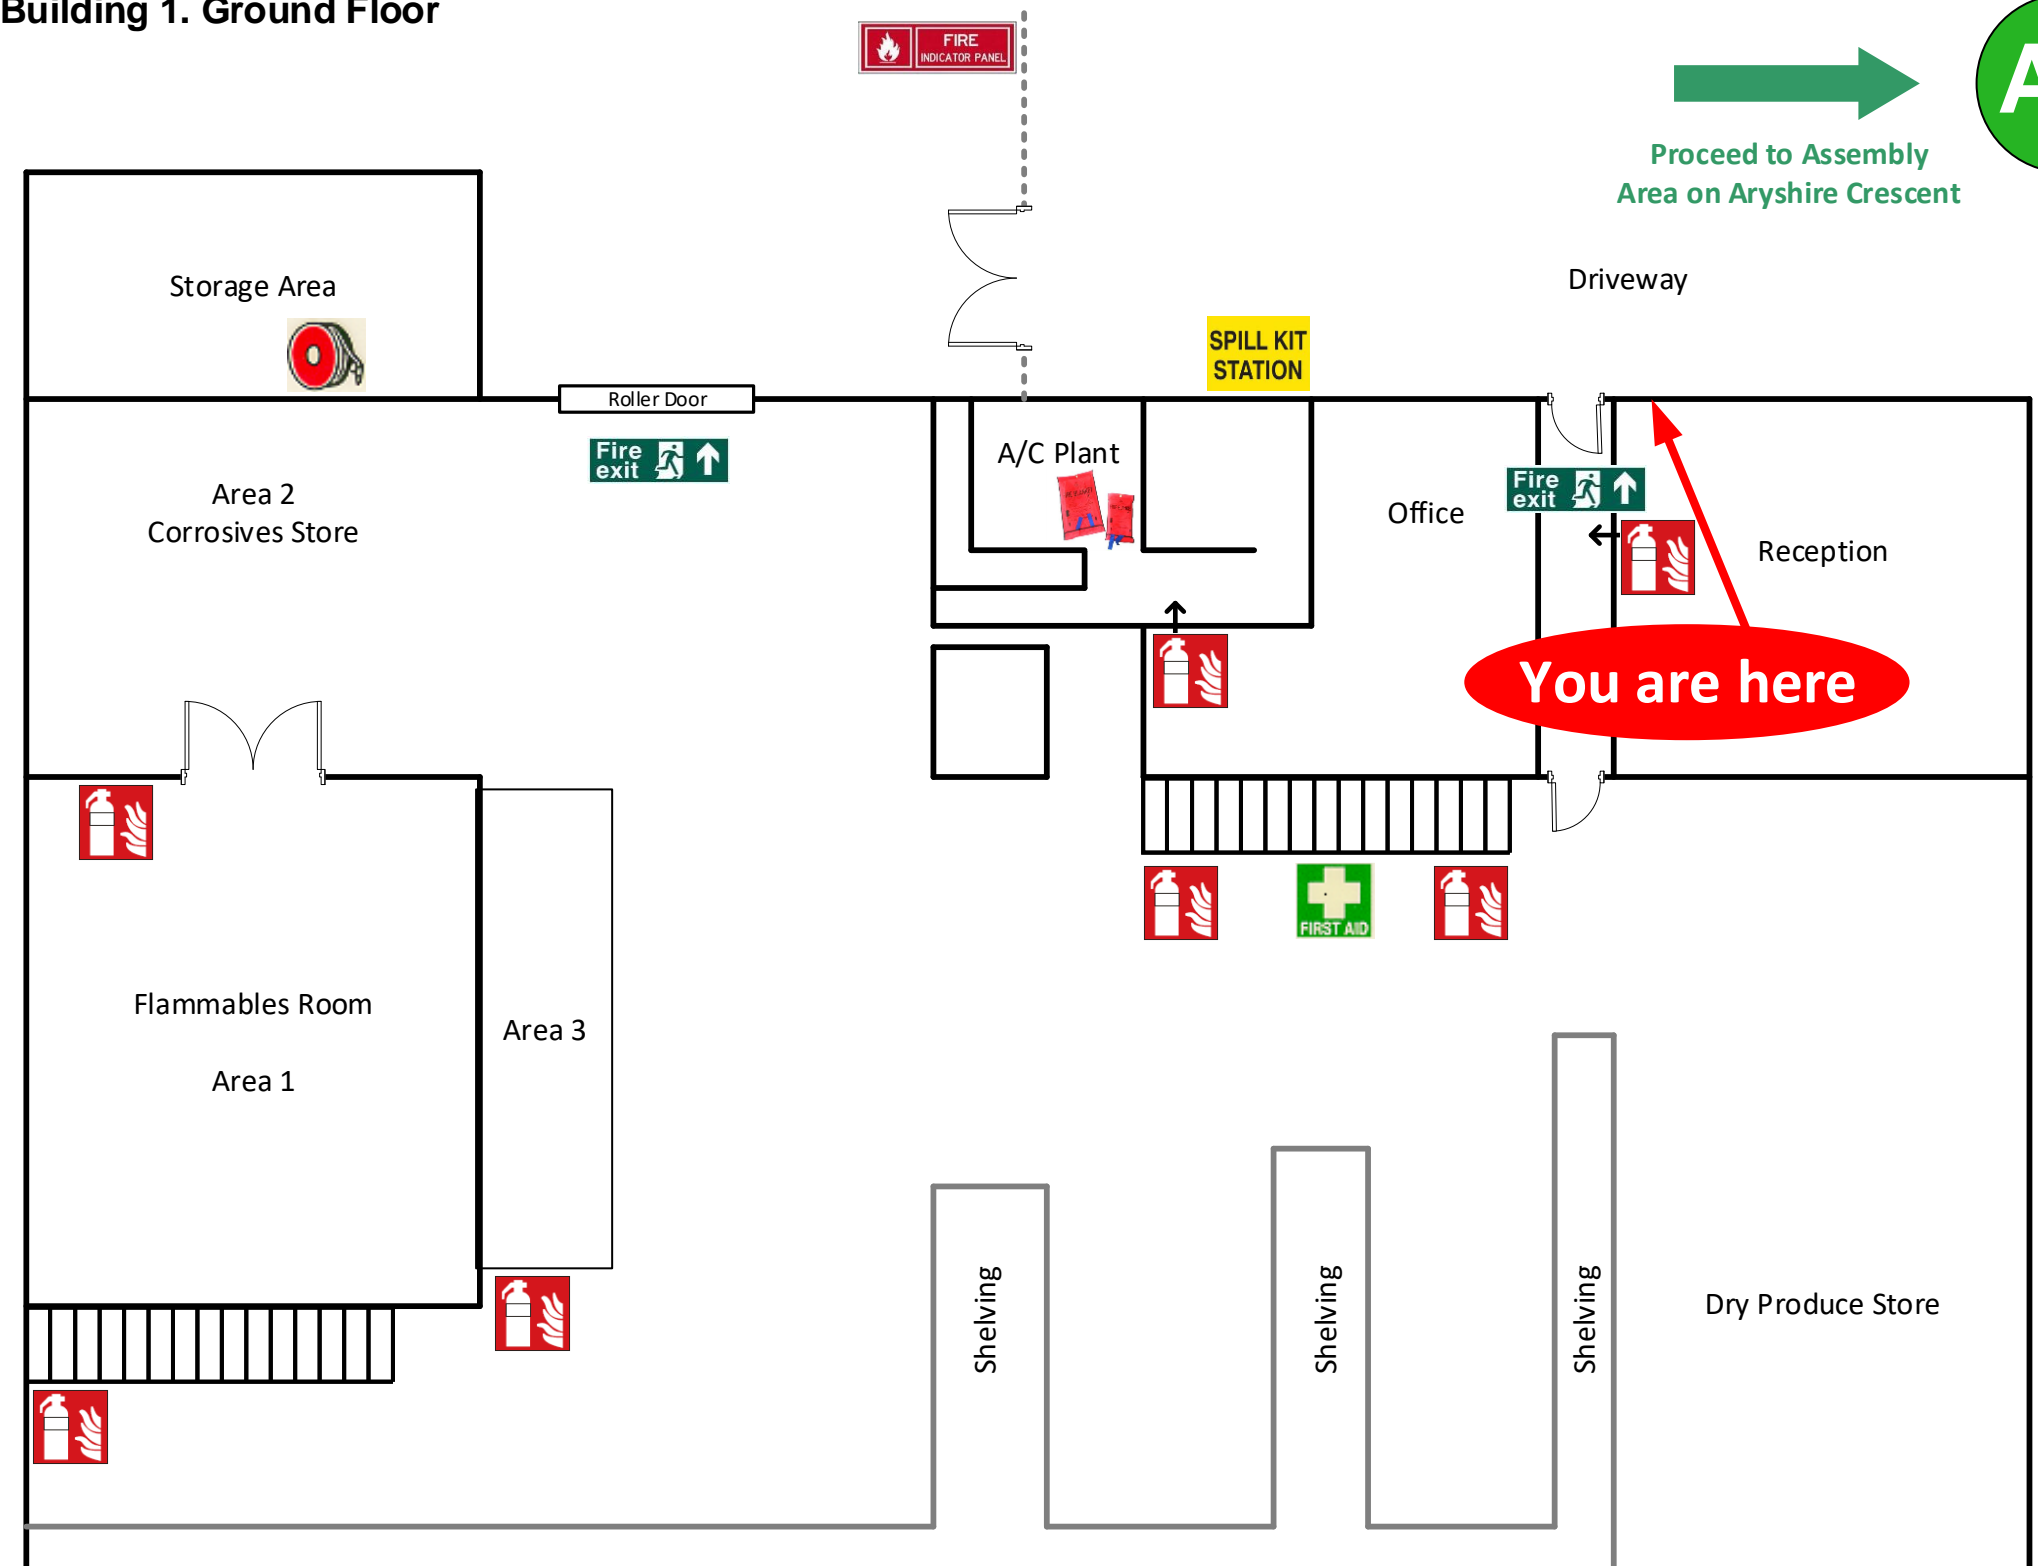 Building 1. Ground Floor
FIRE
INDICATOR PANEL
A
Proceed to Assembly
Area on Aryshire Crescent
Storage Area
Driveway
SPILL KIT
STATION
Roller Door
Fire
exit
A/C Plant
Area 2
Corrosives Store
Office
Fire
exit
Reception
You are here
FIRST AID
Flammables Room
Area 1
Area 3
Shelving
Shelving
Shelving
Dry Produce Store